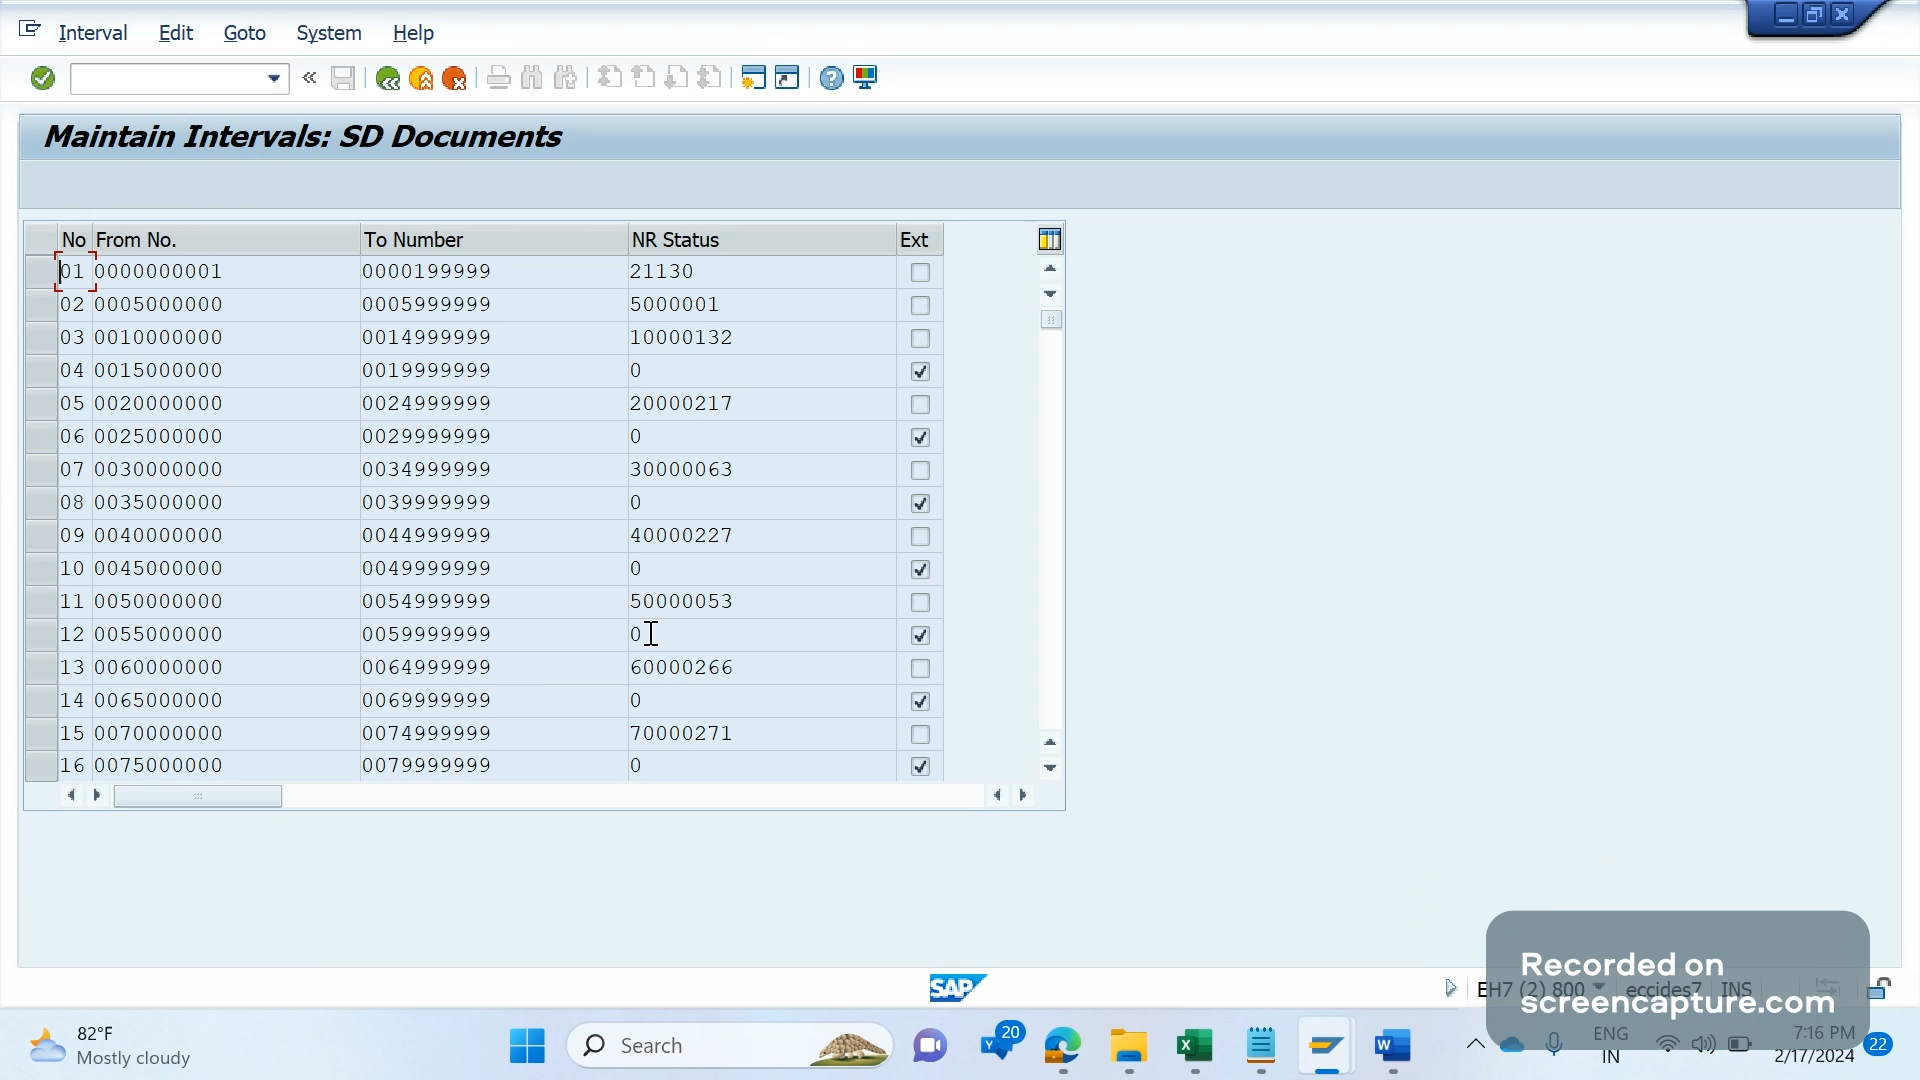 Interval Edit Goto System Help
Maintain Intervals: SD Documents
No From No. To Number NR Status Ext
01 0000000001 0000199999 21130
02 0005000000 0005999999 5000001
03 0010000000 0014999999 10000132
04 0015000000 0019999999 0
05 0020000000 0024999999 20000217
06 0025000000 0029999999 0
07 0030000000 0034999999 30000063
08 0035000000 0039999999 0
09 0040000000 0044999999 40000227
10 0045000000 0049999999 0
11 0050000000 0054999999 50000053
12 0055000000 0059999999 0
13 0060000000 0064999999 60000266
14 0065000000 0069999999 0
15 0070000000 0074999999 70000271
16 0075000000 0079999999 0
SAP
EH7 (2) 800 eccides7 INS
Recorded on
screencapture.com
82°F
Mostly cloudy
Search
20
ENG
IN
7:16 PM
2/17/2024
22